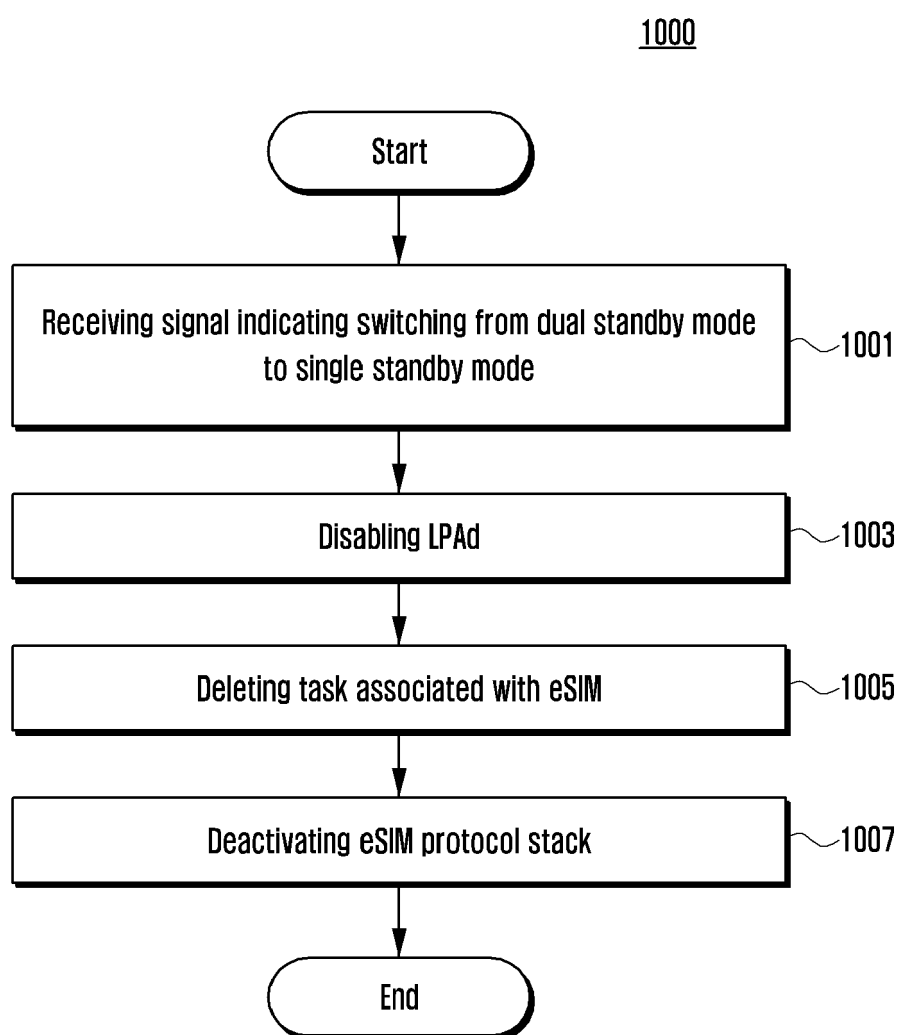 1000
Start
Receiving signal indicating switching from dual standby mode
to single standby mode
1001
Disabling LPAd
1003
Deleting task associated with eSIM
1005
Deactivating eSIM protocol stack
1007
End